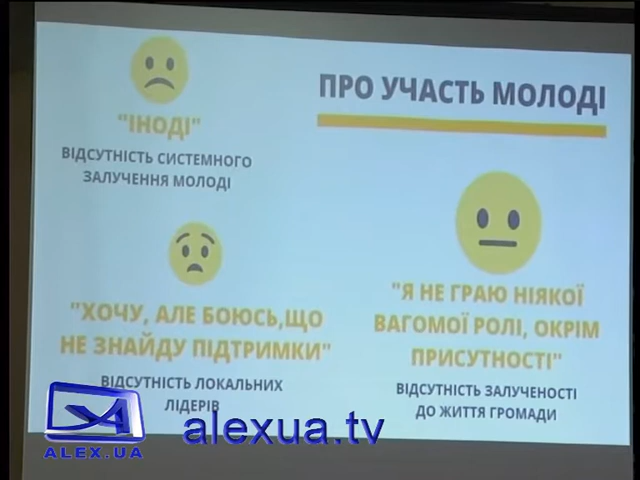 ПРО УЧАСТЬ МОЛОДІ
"ІНОДІ"
ВІДСУТНІСТЬ СИСТЕМНОГО
ЗАЛУЧЕННЯ МОЛОДІ
"ХОЧУ, АЛЕ БОЮСЬ,ЩО
НЕ ЗНАЙДУ ПІДТРИМКИ"
ВІДСУТНІСТЬ ЛОКАЛЬНИХ
ЛІДЕРІВ
"Я НЕ ГРАЮ НІЯКОЇ
ВАГОМОЇ РОЛІ, ОКРІМ
ПРИСУТНОСТІ"
ВІДСУТНІСТЬ ЗАЛУЧЕНОСТІ
ДО ЖИТТЯ ГРОМАДИ
ALEX.UA
alexua.tv